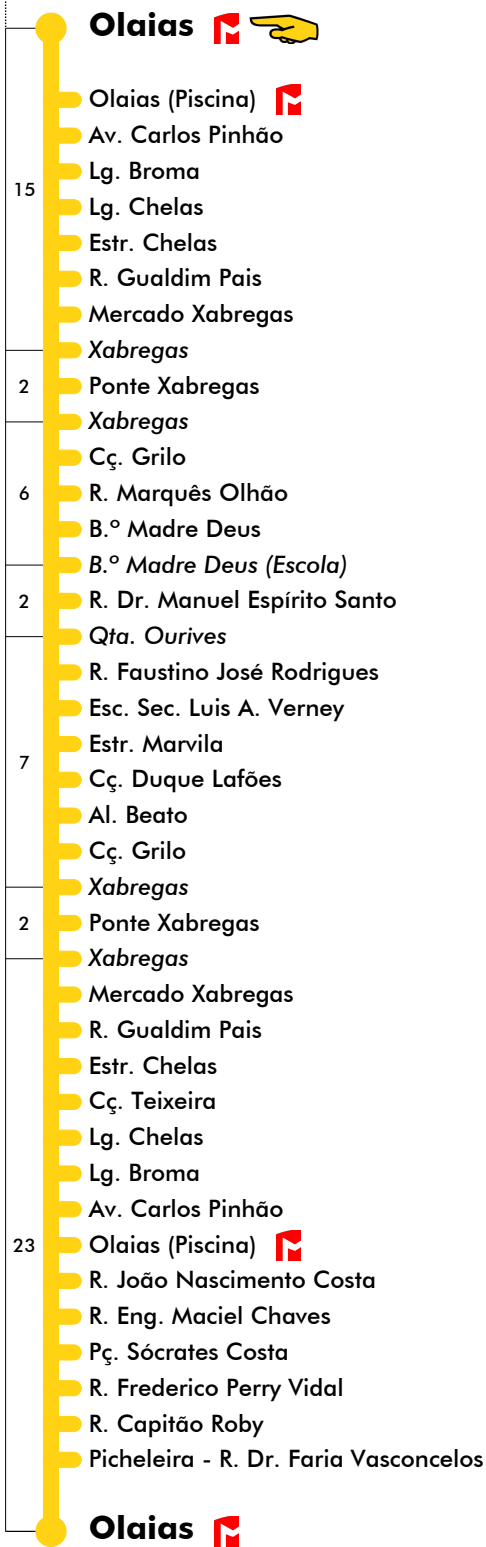 Olaias
Olaias (Piscina)
Av. Carlos Pinhão
Lg. Broma
15
Lg. Chelas
Estr. Chelas
R. Gualdim Pais
Mercado Xabregas
Xabregas
2 Ponte Xabregas
Xabregas
Cç. Grilo
6 R. Marquês Olhão
B.º Madre Deus
B.º Madre Deus (Escola)
2 R. Dr. Manuel Espírito Santo
Qta. Ourives
R. Faustino José Rodrigues
Esc. Sec. Luis A. Verney
Estr. Marvila
7
Cç. Duque Lafões
Al. Beato
Cç. Grilo
Xabregas
2 Ponte Xabregas
Xabregas
Mercado Xabregas
R. Gualdim Pais
Estr. Chelas
Cç. Teixeira
Lg. Chelas
Lg. Broma
Av. Carlos Pinhão
23 Olaias (Piscina)
R. João Nascimento Costa
R. Eng. Maciel Chaves
Pç. Sócrates Costa
R. Frederico Perry Vidal
R. Capitão Roby
Picheleira - R. Dr. Faria Vasconcelos
Olaias